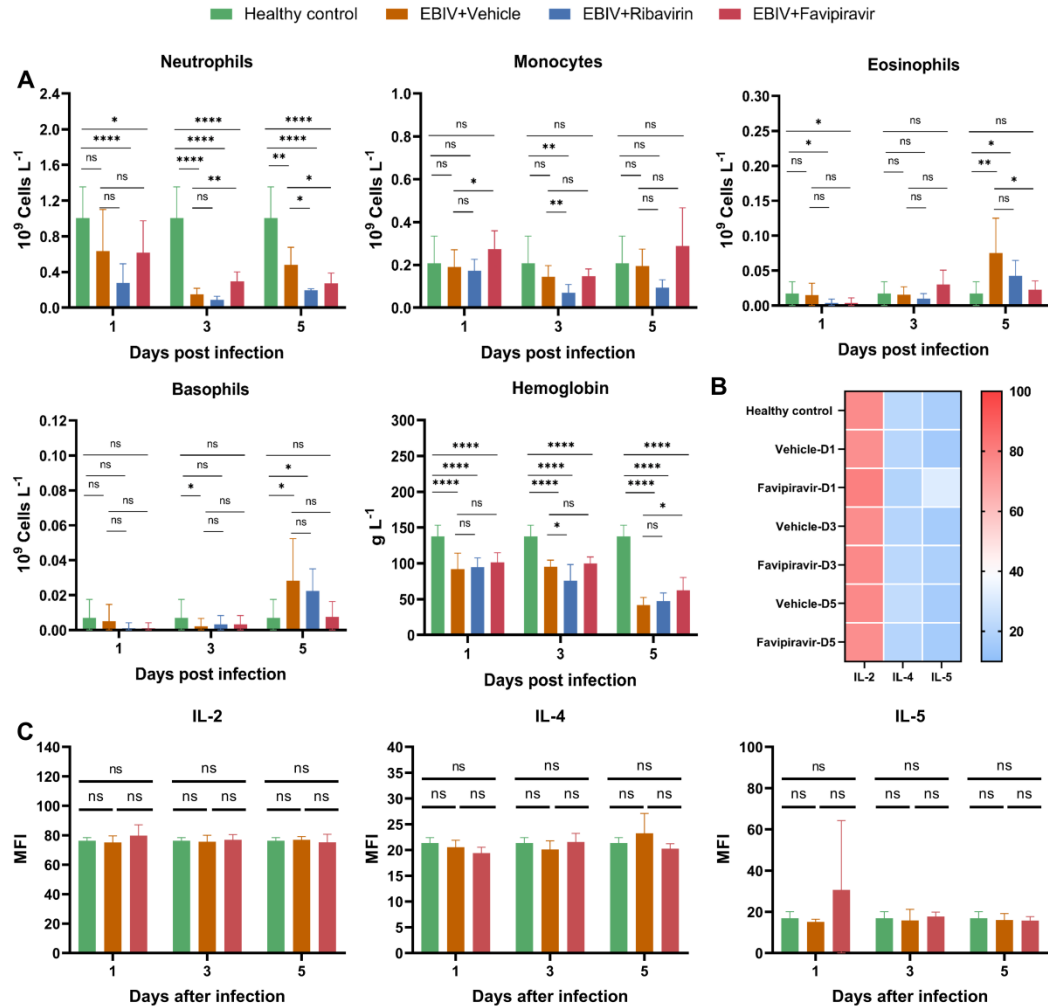 Healthy control EBIV+Vehicle EBIV+Ribavirin EBIV+Favipiravir
A
Neutrophils
10⁹ Cells L⁻¹
2.4
2.0
1.6
1.2
0.8
0.4
0.0
* **** ****
**** **** ****
ns **** **
ns ** *
ns ns *
1 3 5
Days post infection
Monocytes
10⁹ Cells L⁻¹
1.0
0.8
0.6
0.4
0.2
0.0
ns ns ns
ns ** ns
ns ns ns
* ns ns
ns ** ns
1 3 5
Days post infection
Eosinophils
10⁹ Cells L⁻¹
0.30
0.25
0.20
0.15
0.10
0.05
0.00
* ns ns
* ns *
ns ns **
ns ns *
ns ns ns
1 3 5
Days post infection
Basophils
10⁹ Cells L⁻¹
0.12
0.10
0.08
0.06
0.04
0.02
0.00
ns ns ns
ns ns *
ns * *
ns ns ns
ns ns ns
1 3 5
Days post infection
Hemoglobin
g L⁻¹
300
250
200
150
100
50
0
**** **** ****
**** **** ****
**** **** ****
ns ns *
ns * ns
1 3 5
Days post infection
B
Healthy control
Vehicle-D1
Favipiravir-D1
Vehicle-D3
Favipiravir-D3
Vehicle-D5
Favipiravir-D5
IL-2 IL-4 IL-5
100
80
60
40
20
C
IL-2
MFI
140
120
100
80
60
40
20
0
ns ns ns
ns ns ns ns ns ns
1 3 5
Days after infection
IL-4
MFI
40
35
30
25
20
15
10
5
0
ns ns ns
ns ns ns ns ns ns
1 3 5
Days after infection
IL-5
MFI
100
80
60
40
20
0
ns ns ns
ns ns ns ns ns ns
1 3 5
Days after infection